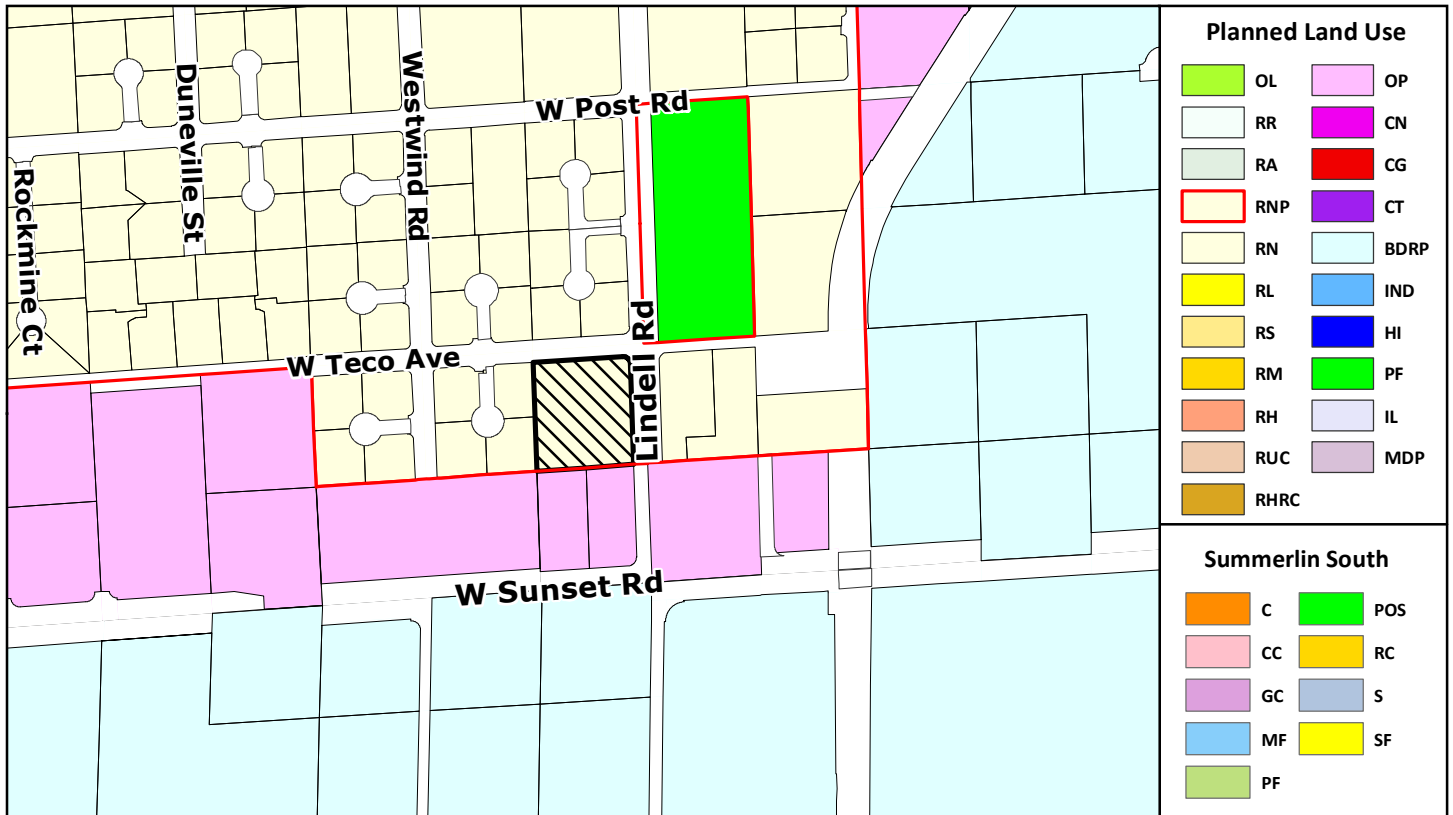 W Post Rd
Duneville St
Westwind Rd
Rockmine Ct
Lindell Rd
W Teco Ave
W Sunset Rd
Planned Land Use
OL OP
RR CN
RA CG
RNP CT
RN BDRP
RL IND
RS HI
RM PF
RH IL
RUC MDP
RHRC
Summerlin South
C POS
CC RC
GC S
MF SF
PF